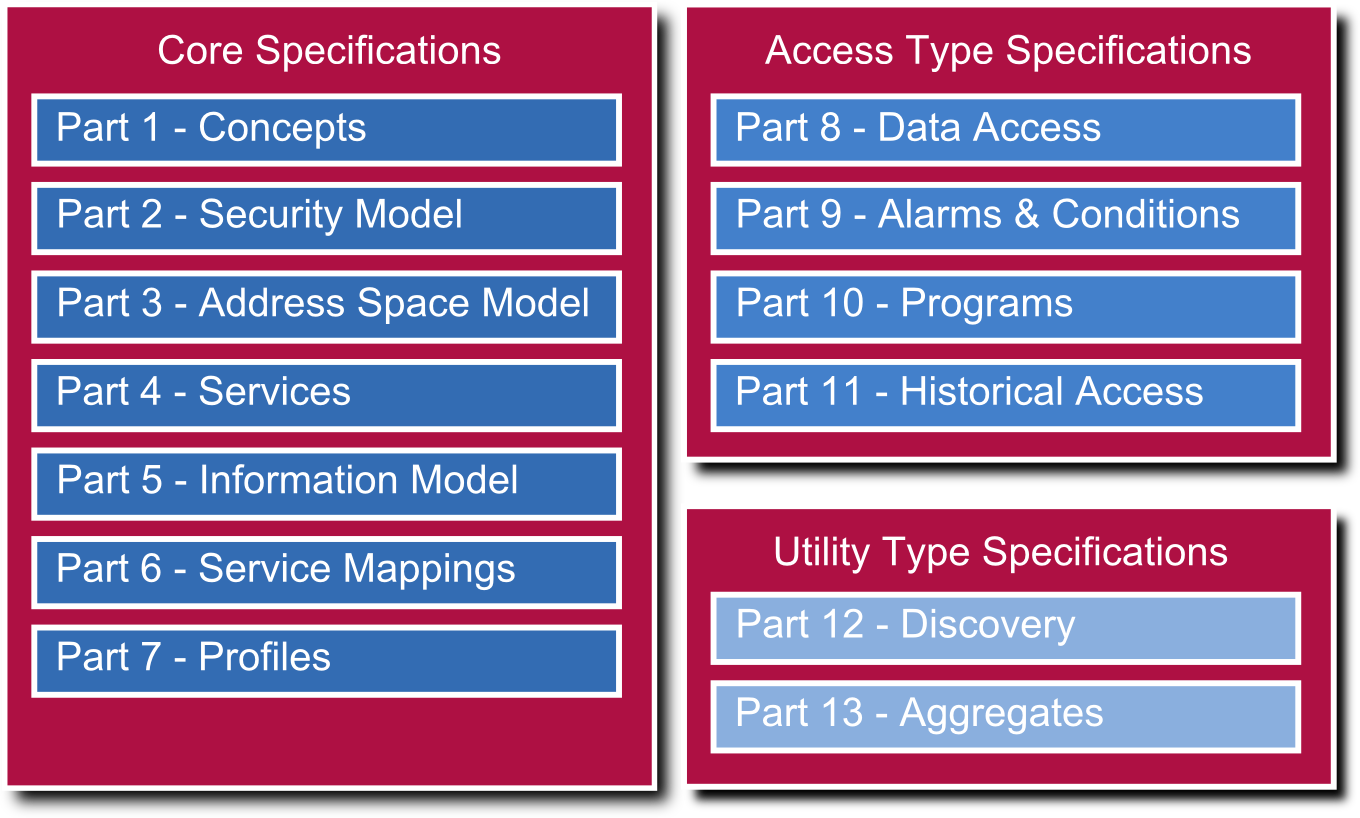 Core Specifications
Part 1 - Concepts
Part 2 - Security Model
Part 3 - Address Space Model
Part 4 - Services
Part 5 - Information Model
Part 6 - Service Mappings
Part 7 - Profiles
Access Type Specifications
Part 8 - Data Access
Part 9 - Alarms & Conditions
Part 10 - Programs
Part 11 - Historical Access
Utility Type Specifications
Part 12 - Discovery
Part 13 - Aggregates